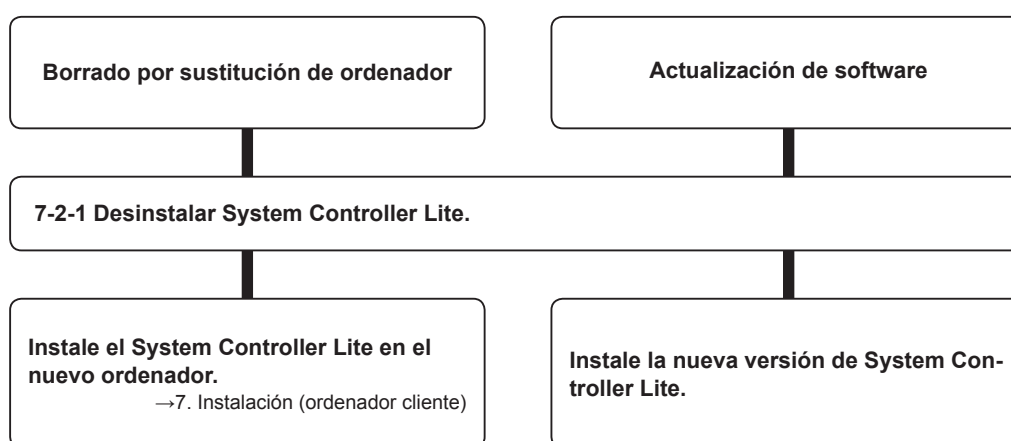 Borrado por sustitución de ordenador
Actualización de software
7-2-1 Desinstalar System Controller Lite.
Instale el System Controller Lite en el
nuevo ordenador.
→7. Instalación (ordenador cliente)
Instale la nueva versión de System Con-
troller Lite.